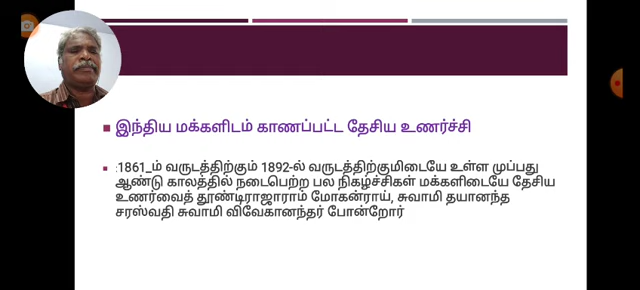 இந்திய மக்களிடம் காணப்பட்ட தேசிய உணர்ச்சி
:1861_ம் வருடத்திற்கும் 1892-ல் வருடத்திற்குமிடையே உள்ள முப்பது
ஆண்டு காலத்தில் நடைபெற்ற பல நிகழ்ச்சிகள் மக்களிடையே தேசிய
உணர்வைத் தூண்டிராஜாராம் மோகன்ராய், சுவாமி தயானந்த
சரஸ்வதி சுவாமி விவேகானந்தர் போன்றோர்